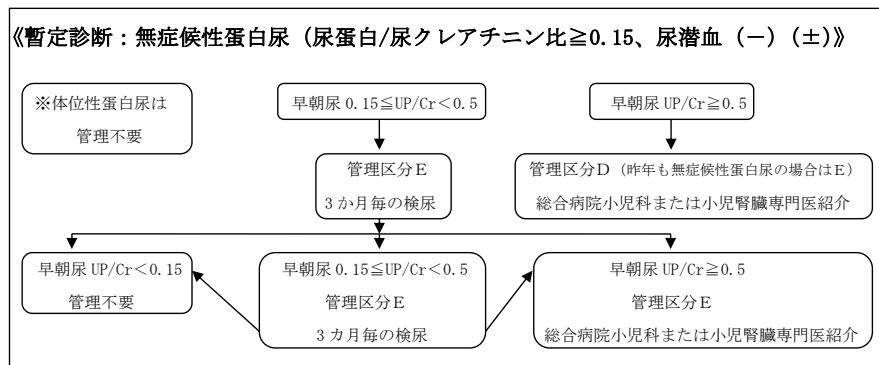 《暫定診断：無症候性蛋白尿（尿蛋白/尿クレアチニン比≧0.15、尿潜血（－）（±）》
※体位性蛋白尿は
管理不要
早朝尿 0.15≦UP/Cr＜0.5
早朝尿 UP/Cr≧0.5
管理区分Ｅ
３か月毎の検尿
管理区分Ｄ（昨年も無症候性蛋白尿の場合はＥ）
総合病院小児科または小児腎臓専門医紹介
早朝尿 UP/Cr＜0.15
管理不要
早朝尿 0.15≦UP/Cr＜0.5
管理区分Ｅ
３カ月毎の検尿
早朝尿 UP/Cr≧0.5
管理区分Ｅ
総合病院小児科または小児腎臓専門医紹介